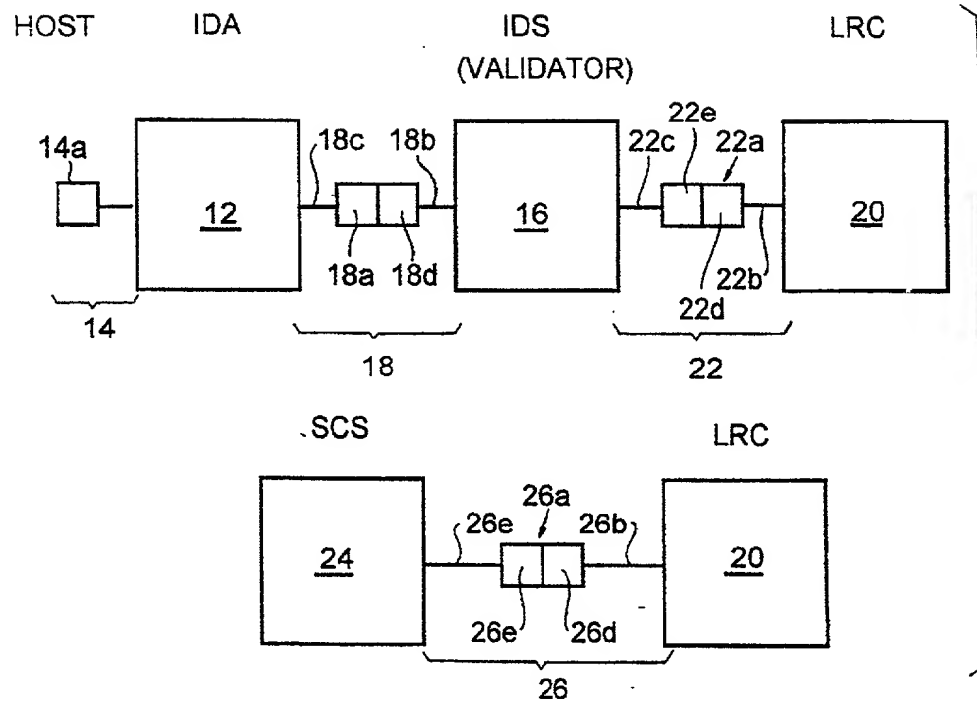 HOST IDA IDS LRC
(VALIDATOR)
22e
14a 18c 18b 22c 22a
12 16 20
18a 18d 22b
22d
14
18 22
SCS LRC
26a
26e 26b
24 20
26e 26d
26